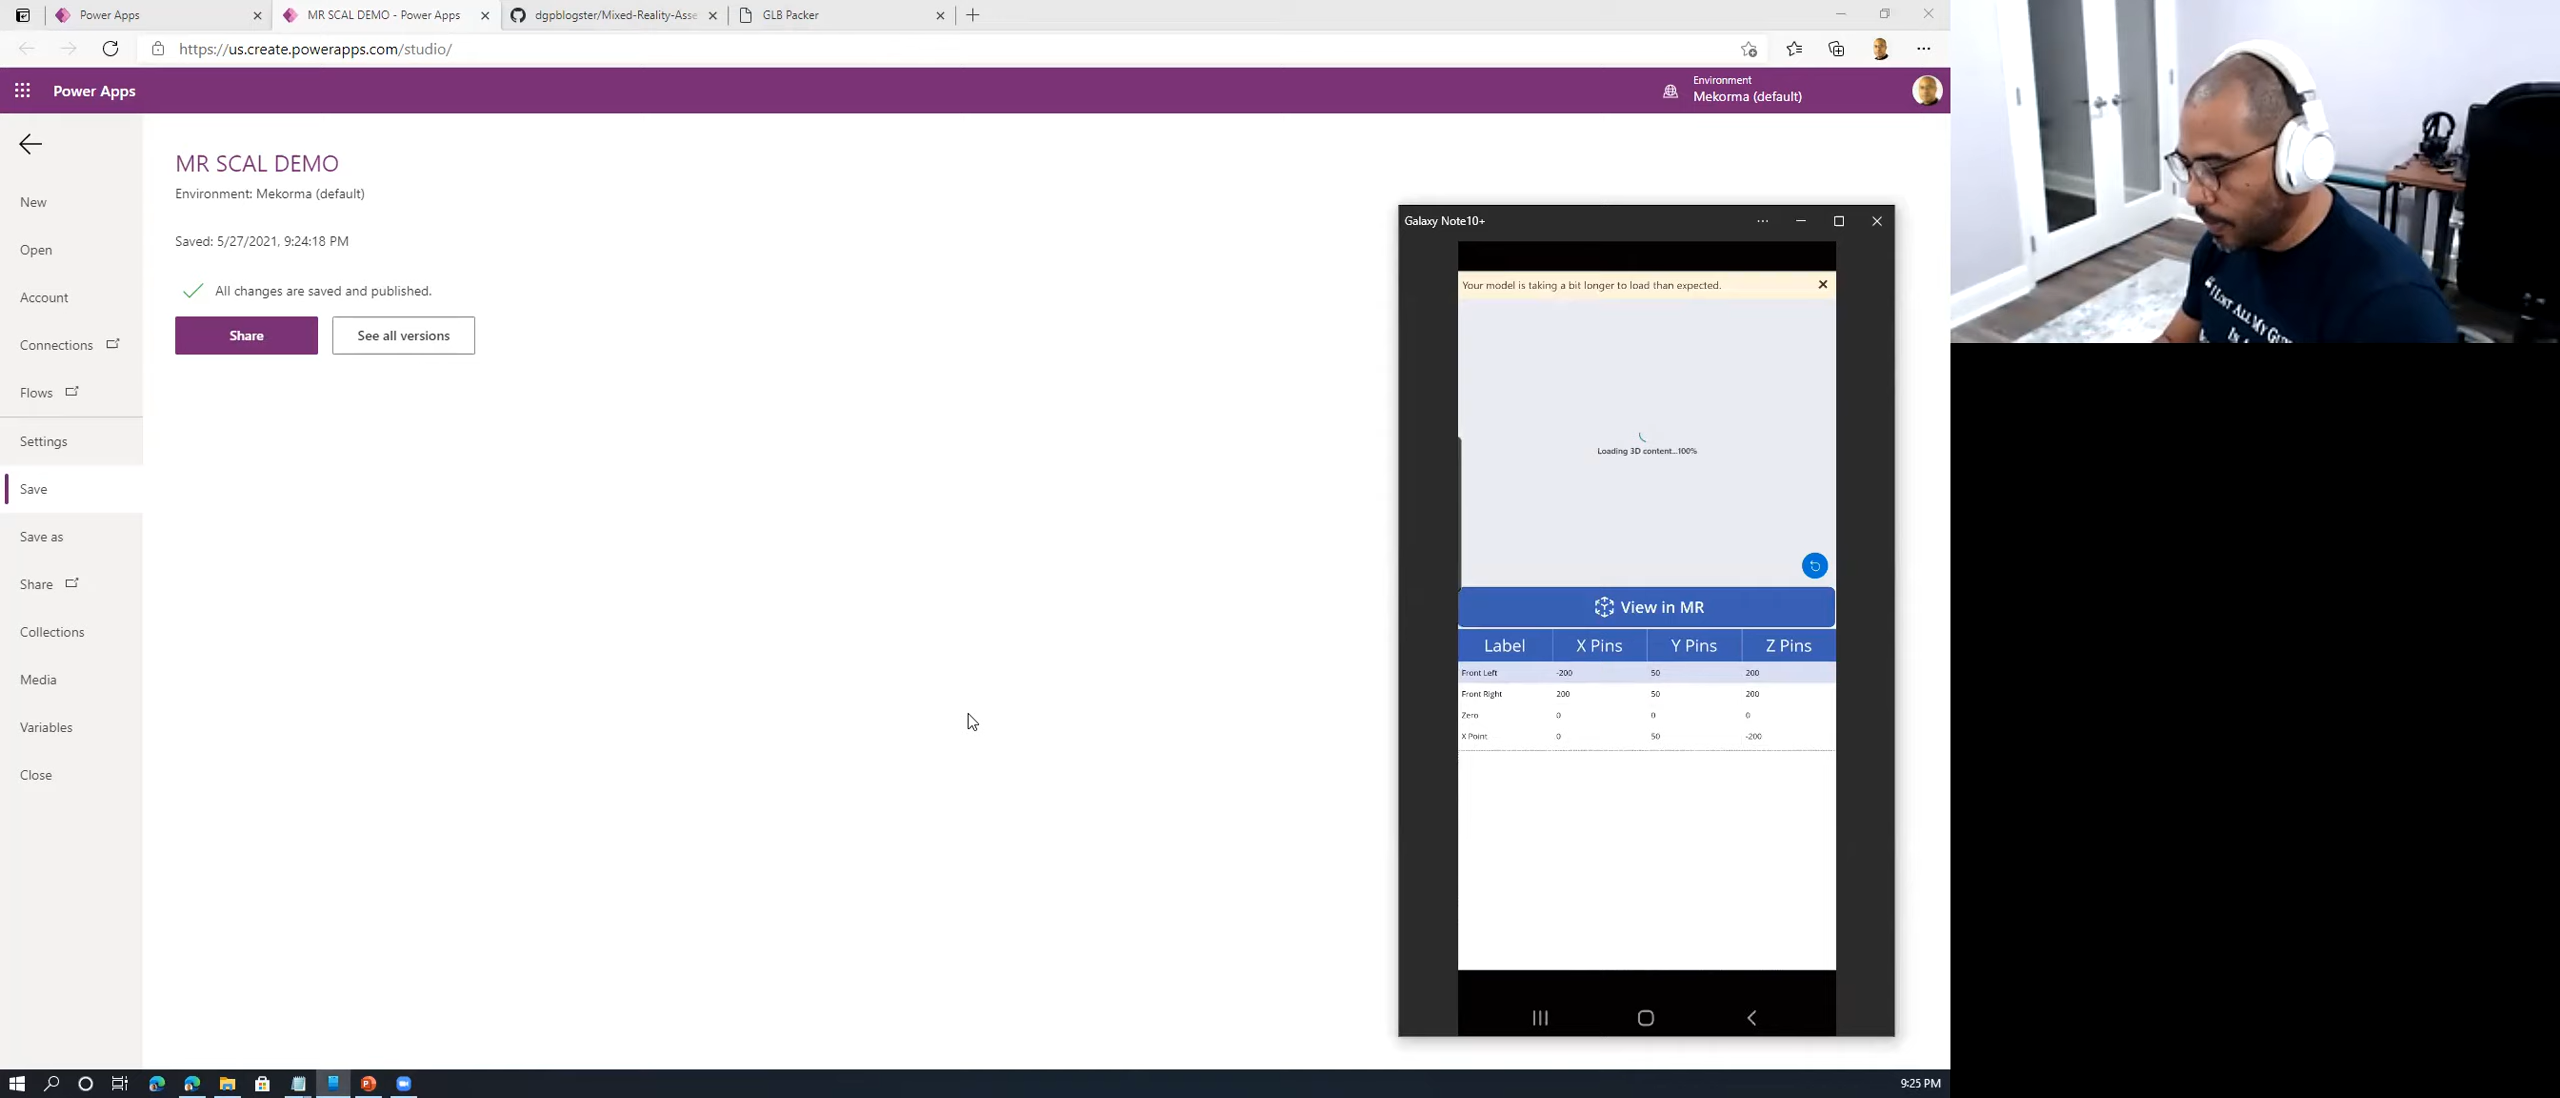 Power Apps
MR SCAL DEMO - Power Apps
dgpblogster/Mixed-Reality-Asse
GLB Packer
https://us.create.powerapps.com/studio/
Power Apps
Environment
Mekorma (default)
New
Open
Account
Connections
Flows
Settings
Save
Save as
Share
Collections
Media
Variables
Close
MR SCAL DEMO
Environment: Mekorma (default)
Saved: 5/27/2021, 9:24:18 PM
All changes are saved and published.
Share
See all versions
Galaxy Note10+
Your model is taking a bit longer to load than expected.
Loading 3D content...100%
View in MR
Label X Pins Y Pins Z Pins
Front Left -200 50 200
Front Right 200 50 200
Zero 0 0 0
X Point 0 50 -200
9:25 PM
"I LOST ALL MY
IN A